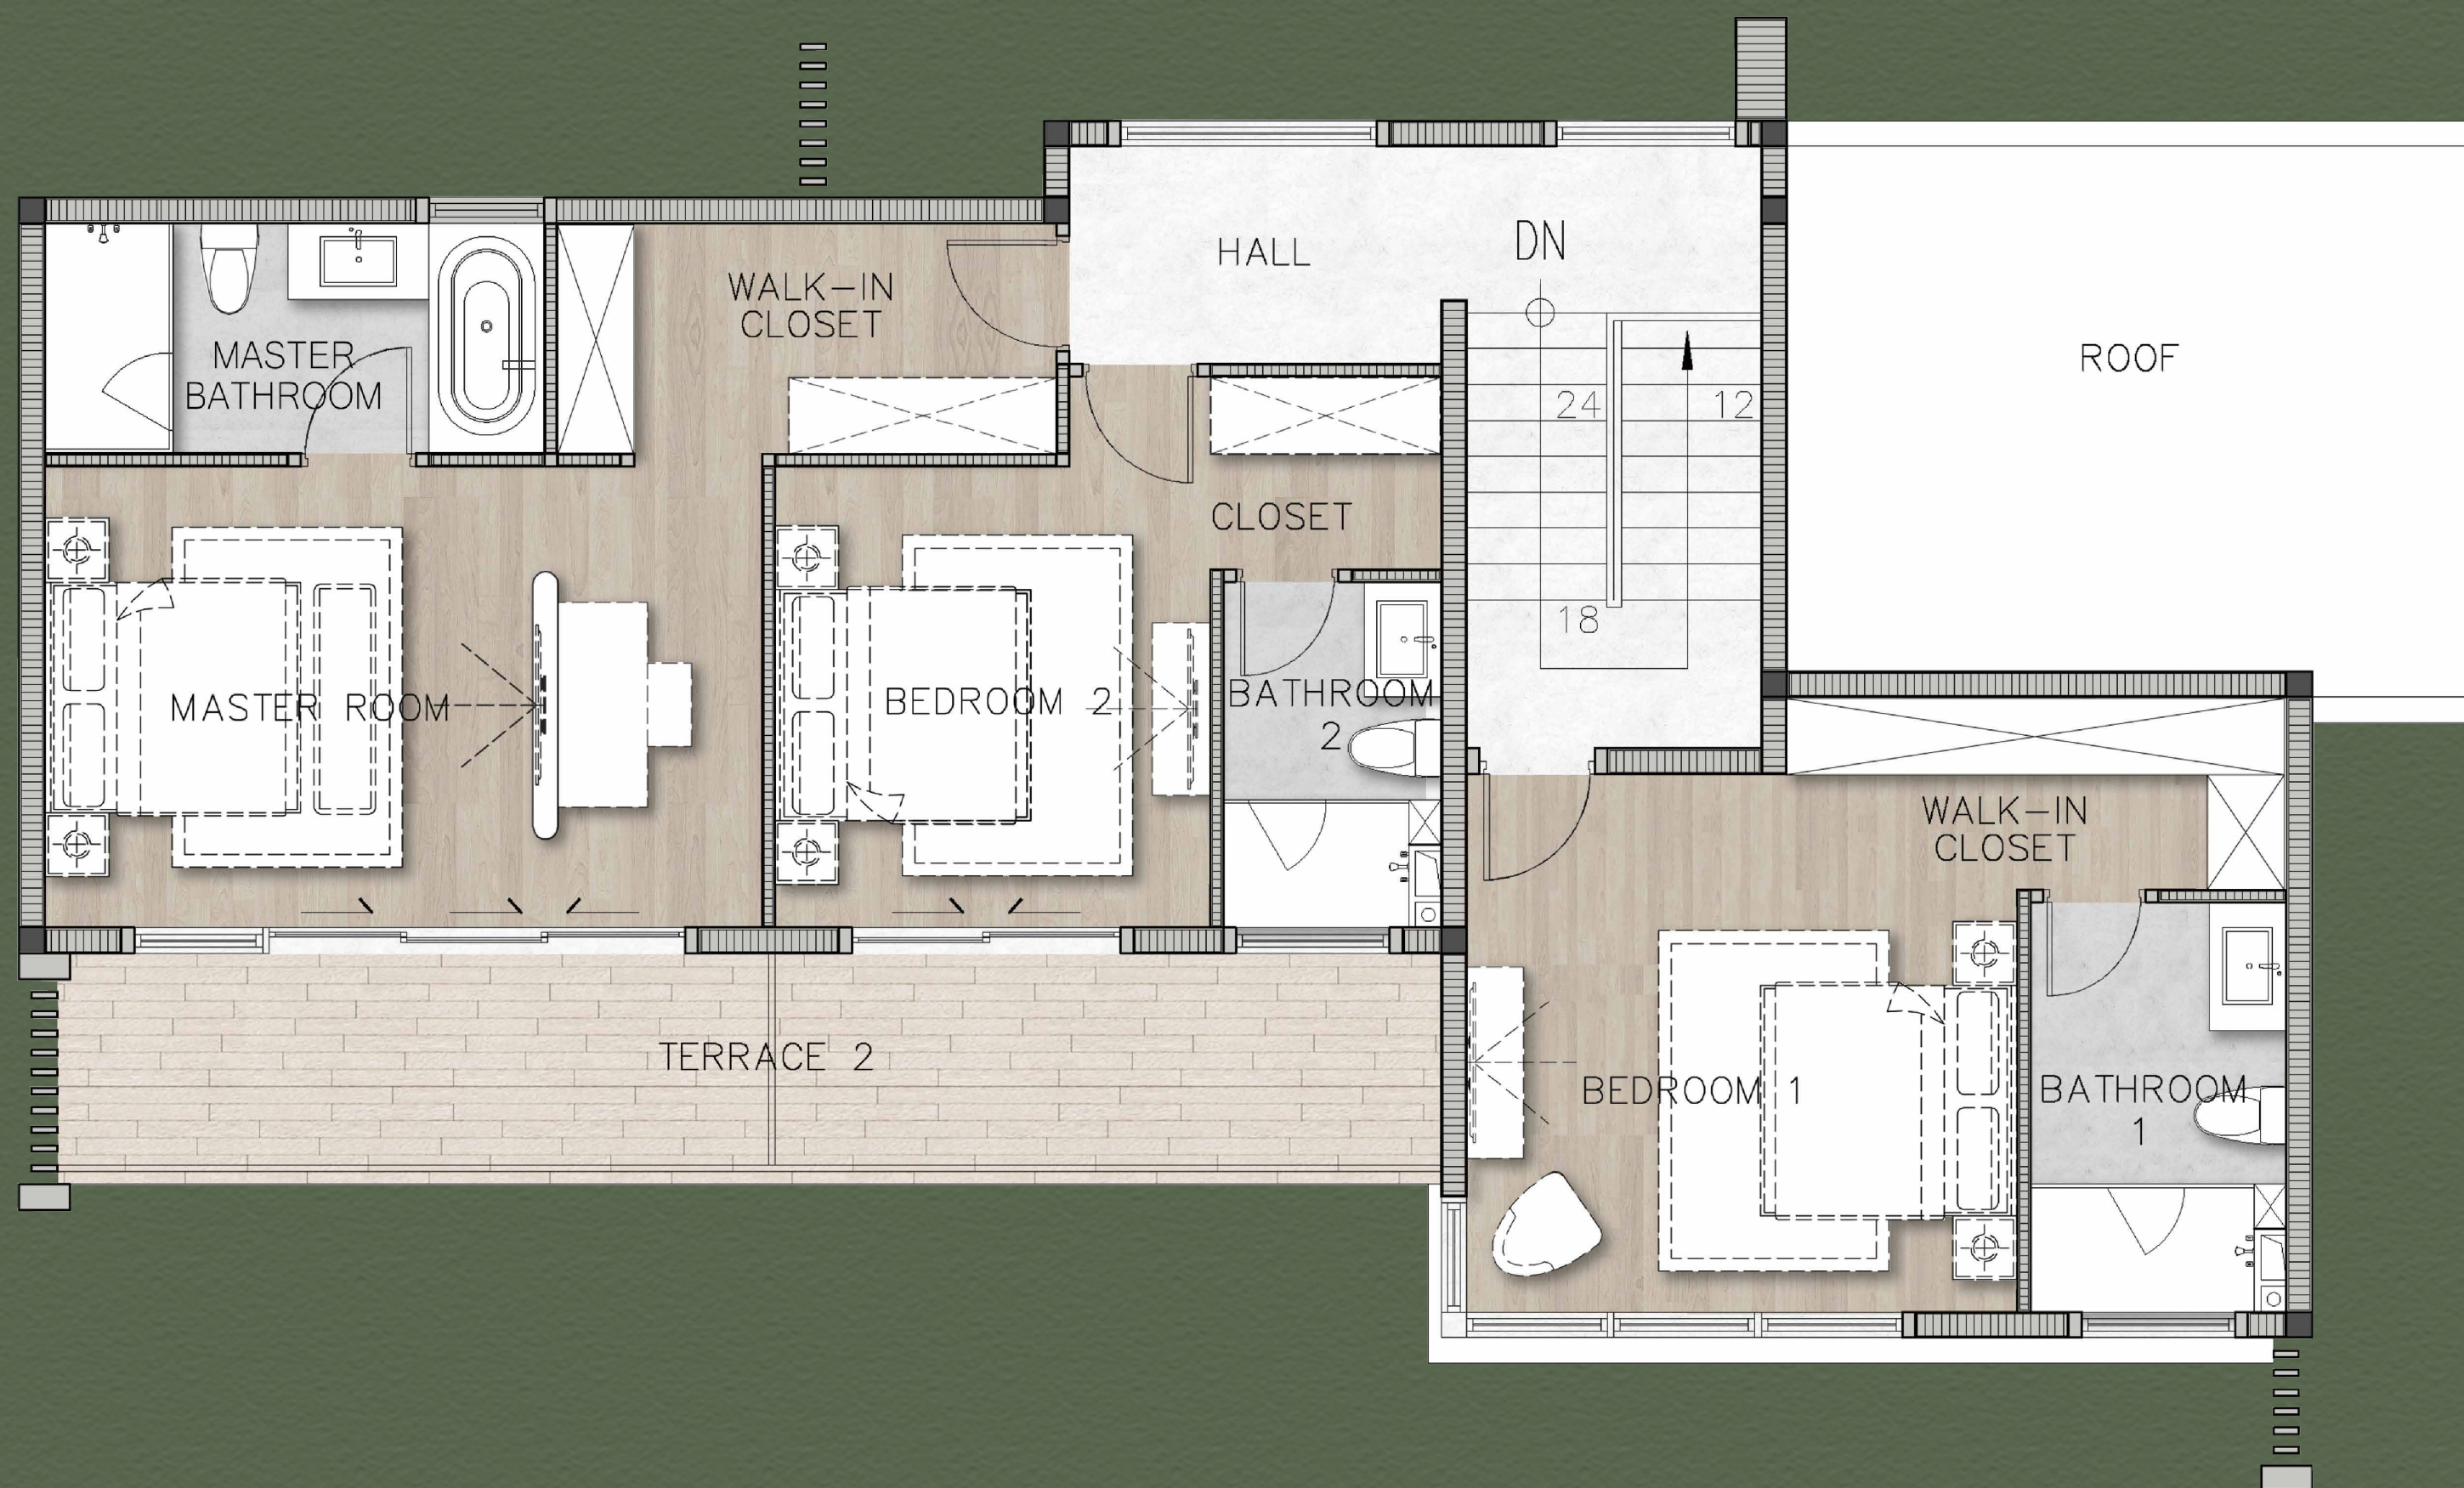 HALL
DN
WALK-IN
CLOSET
MASTER
BATHROOM
ROOF
24
12
CLOSET
18
MASTER ROOM
BEDROOM 2
BATHROOM
2
WALK-IN
CLOSET
TERRACE 2
BEDROOM 1
BATHROOM
1